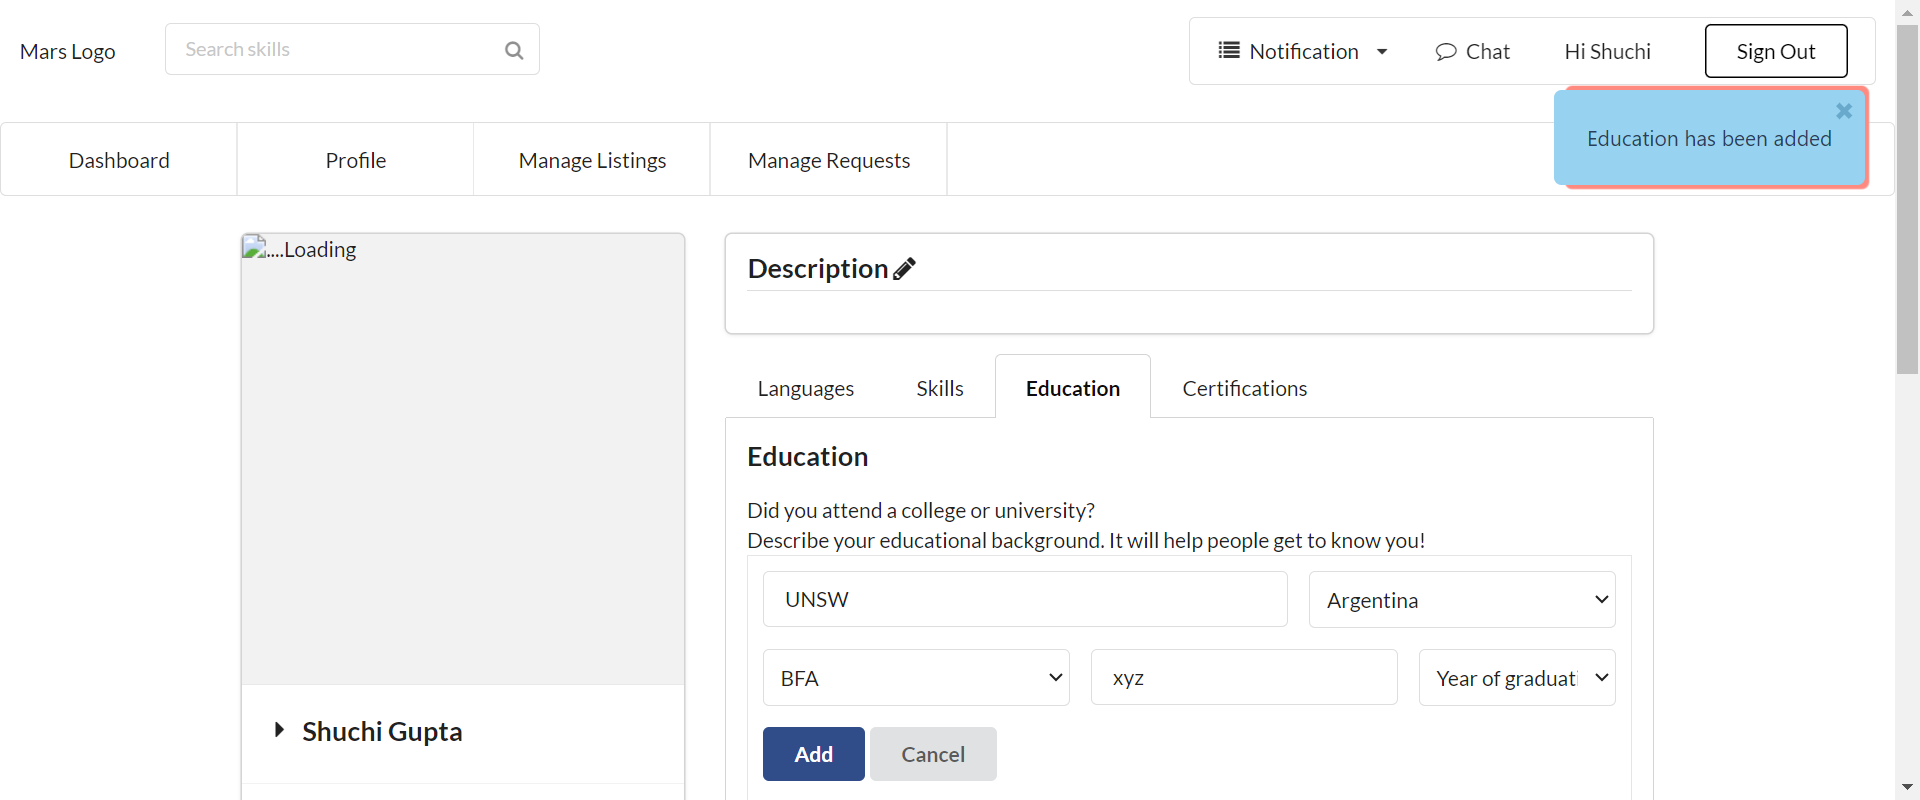 Mars Logo
Search skills
Notification
Chat
Hi Shuchi
Sign Out
Education has been added
Dashboard
Profile
Manage Listings
Manage Requests
....Loading
Shuchi Gupta
Description
Languages
Skills
Education
Certifications
Education
Did you attend a college or university?
Describe your educational background. It will help people get to know you!
UNSW
Argentina
BFA
xyz
Year of graduati
Add
Cancel